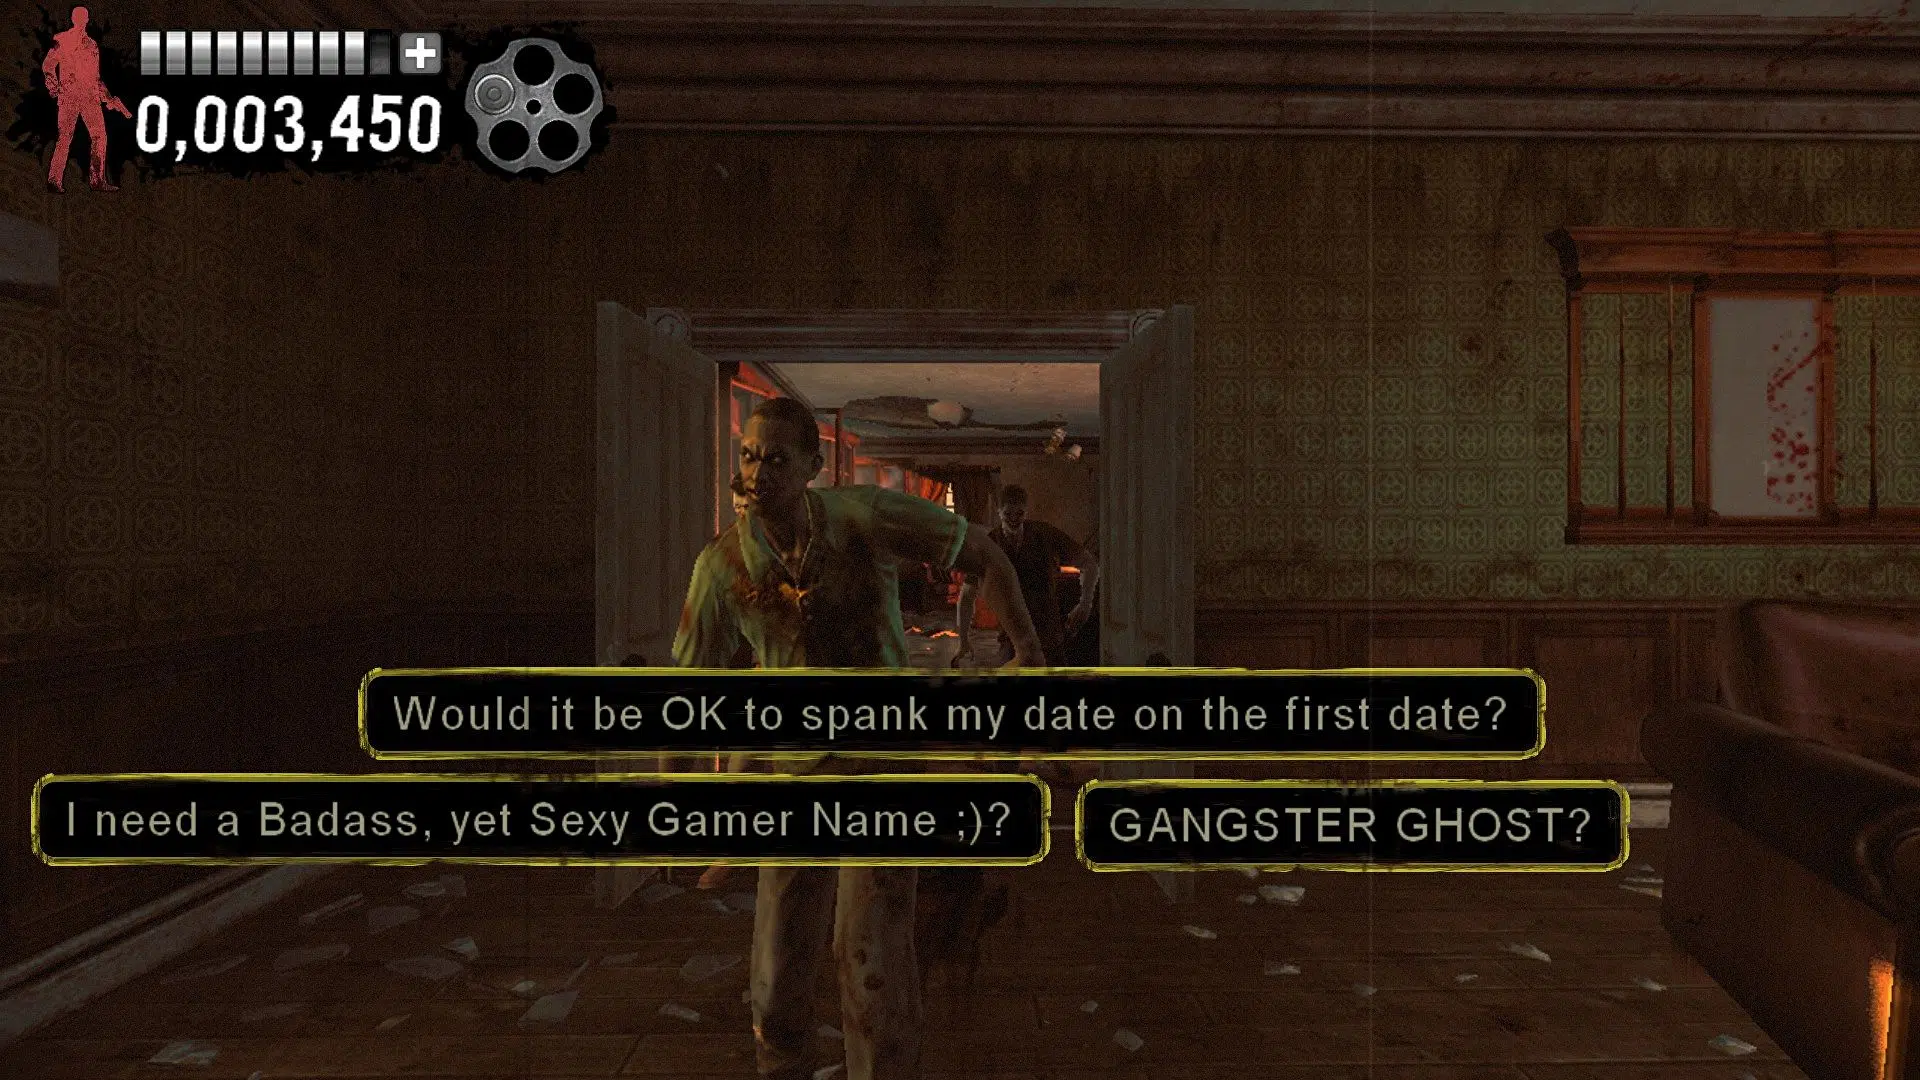 0,003,450
Would it be OK to spank my date on the first date?
I need a Badass, yet Sexy Gamer Name ;)?
GANGSTER GHOST?